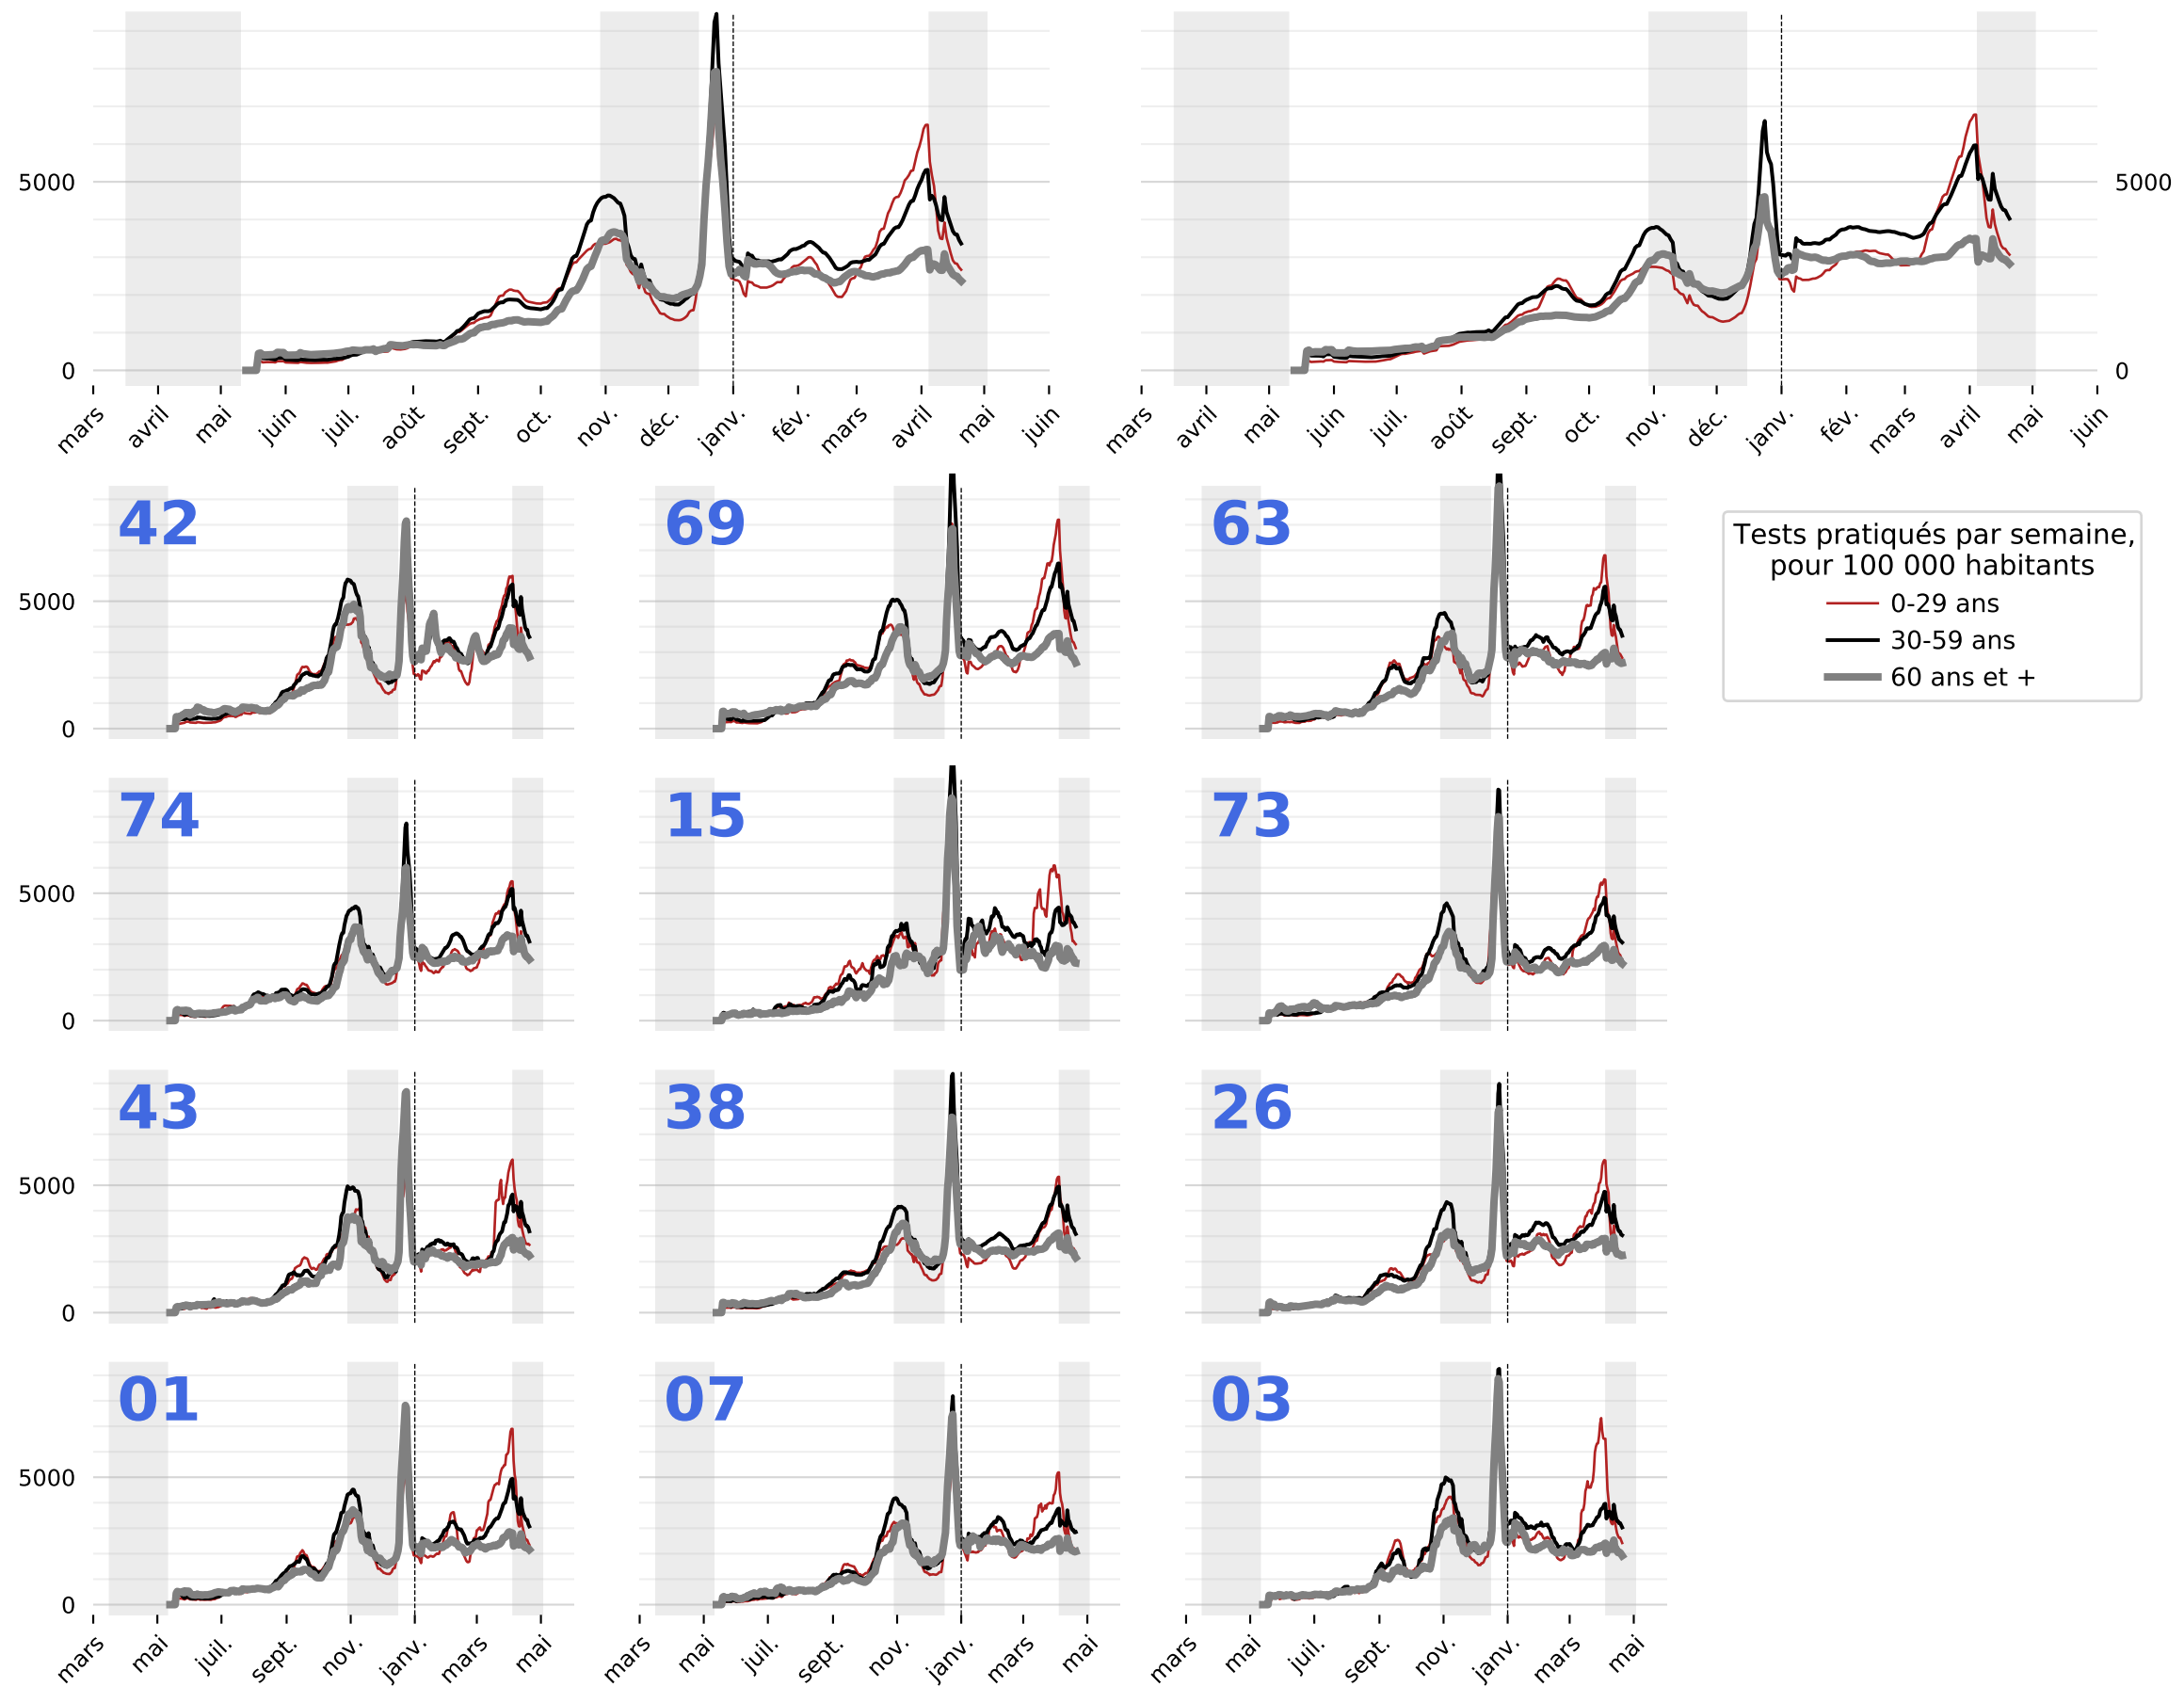 5000
0
mars avril mai juin juil. août sept. oct. nov. déc. janv. fév. mars avril mai juin
5000
0
mars avril mai juin juil. août sept. oct. nov. déc. janv. fév. mars avril mai juin
42
69
63
5000
0
Tests pratiqués par semaine,
pour 100 000 habitants
0-29 ans
30-59 ans
60 ans et +
74
15
73
5000
0
43
38
26
5000
0
01
07
03
5000
0
mars mai juil. sept. nov. janv. mars mai
mars mai juil. sept. nov. janv. mars mai
mars mai juil. sept. nov. janv. mars mai